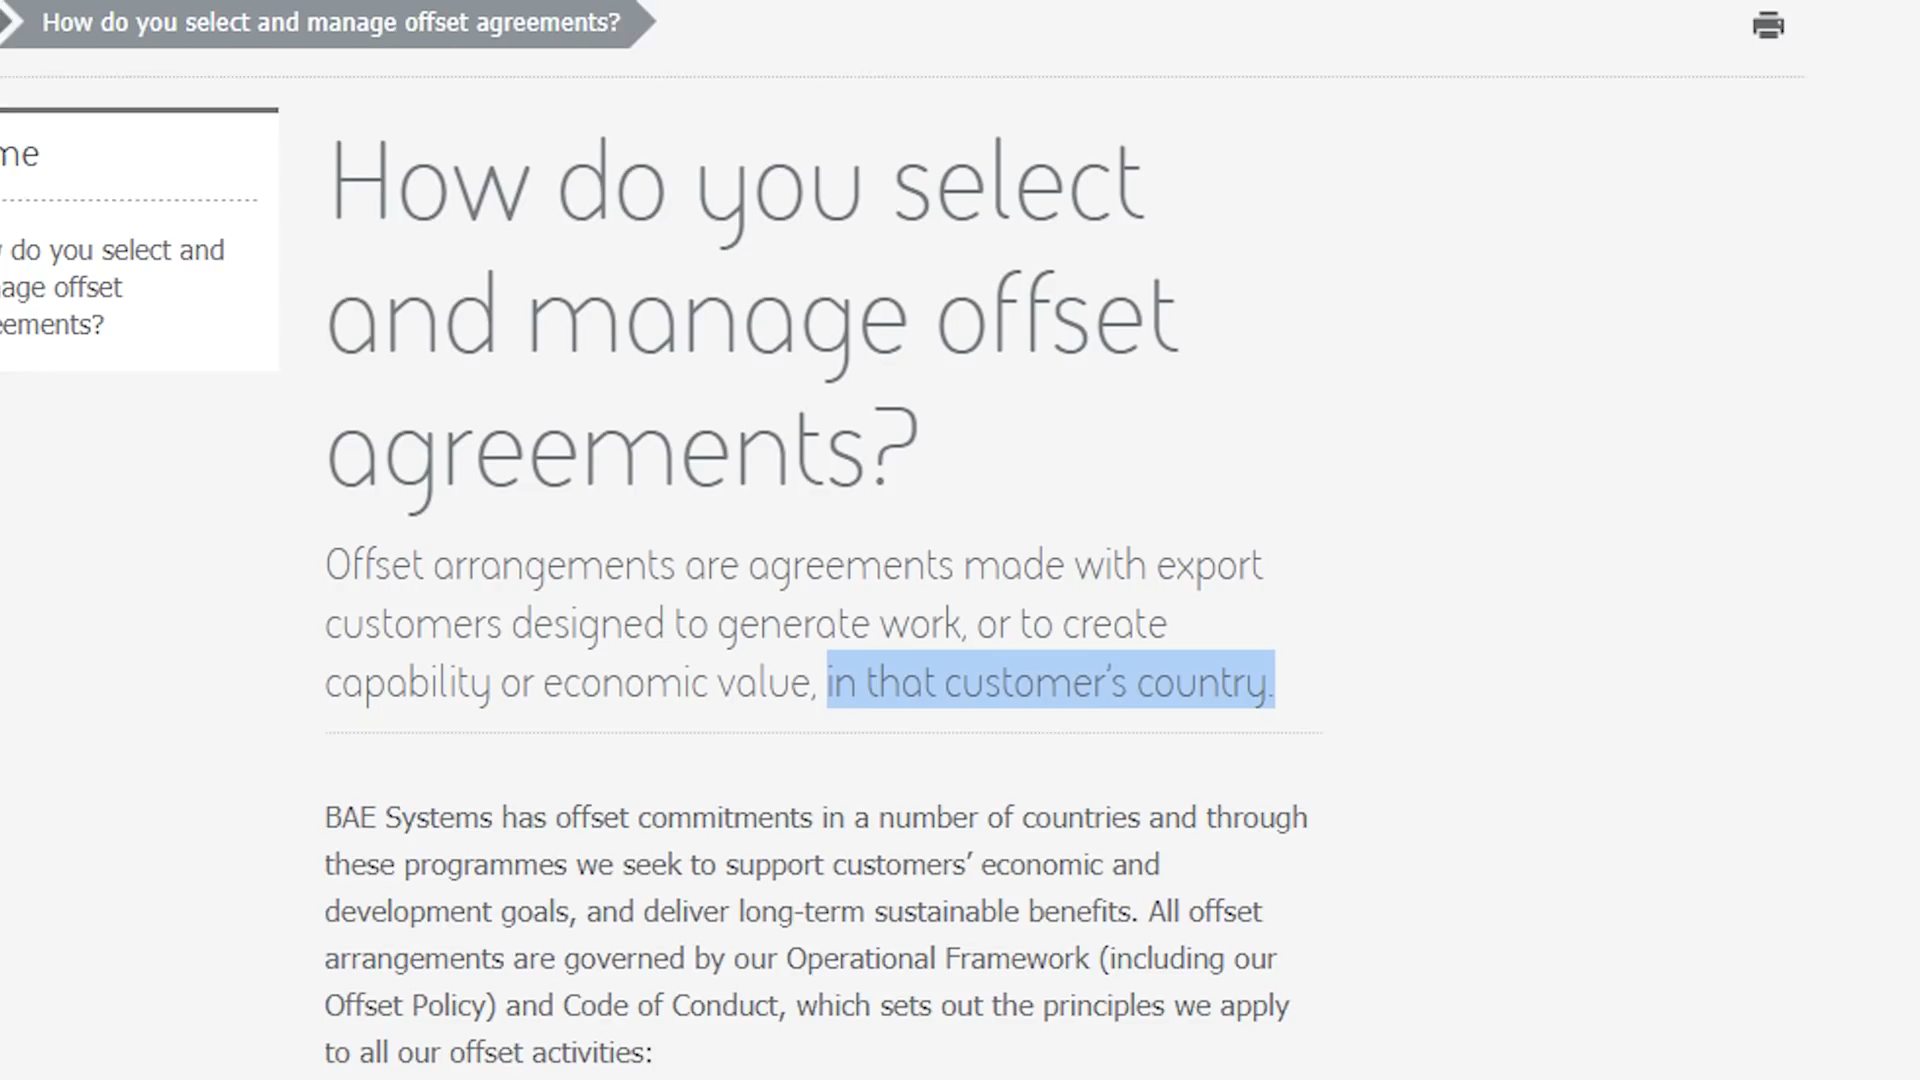 How do you select and manage offset agreements?
me
do you select and
age offset
eements?
How do you select
and manage offset
agreements?
Offset arrangements are agreements made with export
customers designed to generate work, or to create
capability or economic value, in that customer’s country.
BAE Systems has offset commitments in a number of countries and through
these programmes we seek to support customers’ economic and
development goals, and deliver long-term sustainable benefits. All offset
arrangements are governed by our Operational Framework (including our
Offset Policy) and Code of Conduct, which sets out the principles we apply
to all our offset activities: